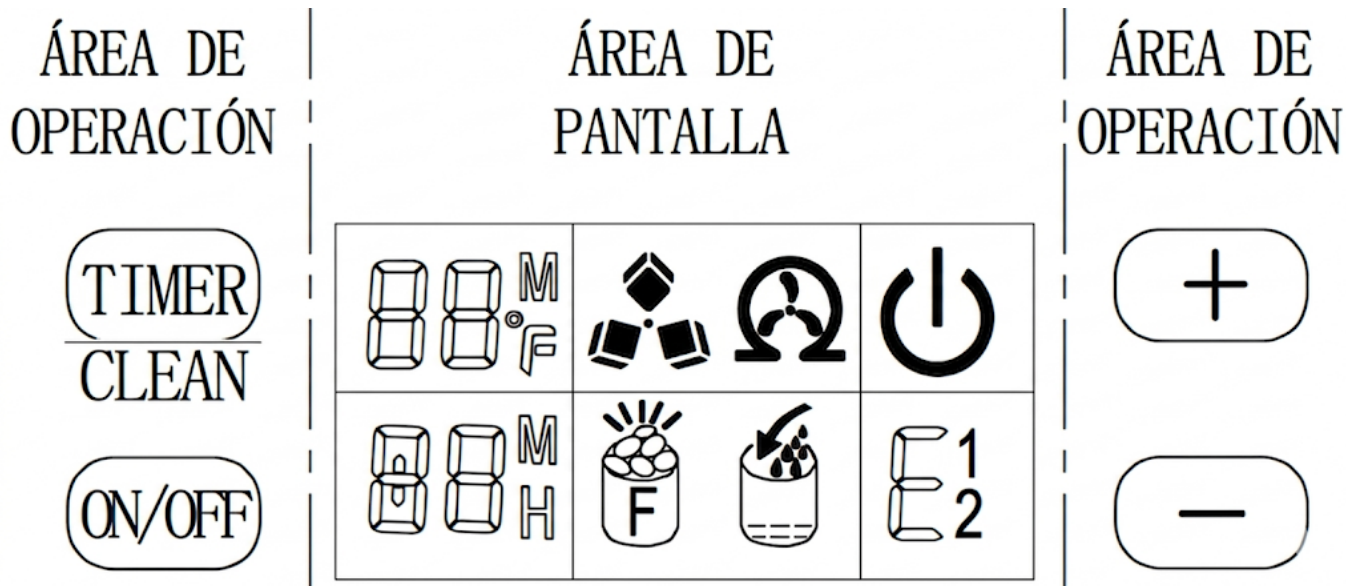 ÁREA DE
OPERACIÓN
ÁREA DE
PANTALLA
ÁREA DE
OPERACIÓN
TIMER
CLEAN
ON/OFF
88 M
°F
88 M
H
F
E 1
2
+
−